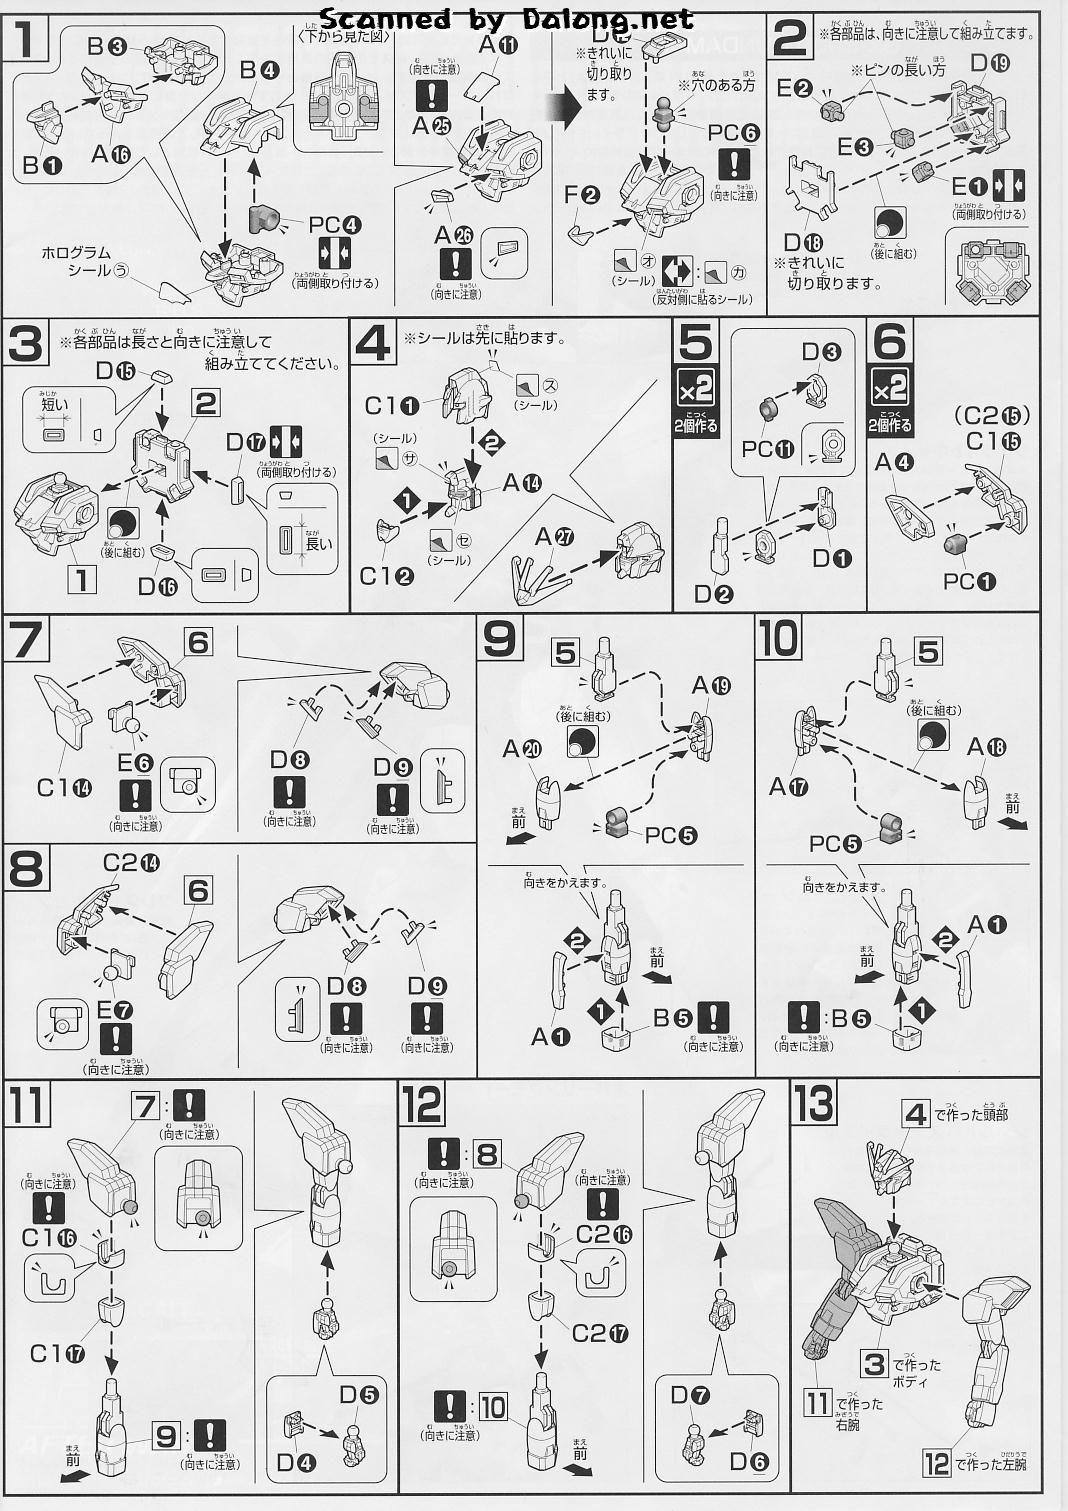 Scanned by Dalong.net
1
B❸
B❶
A⓰
B❹
〈下から見た図〉
PC❹
(両側取り付ける)
ホログラム
シールⓊ
A⓫
(向きに注意)
A㉕
A㉖
(向きに注意)
※きれいに
切り取り
ます。
※穴のある方
PC❻
(向きに注意)
F❷
㋔
(シール)
: ㋕
(反対側に貼るシール)
2
※各部品は、向きに注意して組み立てます。
※ピンの長い方
D⓳
E❷
E❸
E❶
(両側取り付ける)
D⓲
(後に組む)
※きれいに
切り取ります。
3
※各部品は長さと向きに注意して
組み立ててください。
D⓯
短い
2
D⓱
(両側取り付ける)
(後に組む)
長い
1
D⓰
4
※シールは先に貼ります。
㋜
(シール)
C1❶
2
(シール)
㋚
A⓮
1
㋝
(シール)
C1❷
A㉗
5
×2
2個作る
D❸
PC⓫
D❶
D❷
6
×2
2個作る
(C2⓯)
C1⓯
A❹
PC❶
7
6
C1⓮
E❻
(向きに注意)
D❽
(向きに注意)
D❾
(向きに注意)
8
C2⓮
6
E❼
(向きに注意)
D❽
(向きに注意)
D❾
(向きに注意)
9
5
A⓳
(後に組む)
A⓴
前
PC❺
向きをかえます。
2
前
1
A❶
B❺
(向きに注意)
10
5
(後に組む)
A⓲
A⓱
前
PC❺
向きをかえます。
A❶
2
前
1
:B❺
(向きに注意)
11
7:
(向きに注意)
(向きに注意)
C1⓰
C1⓱
9:
(向きに注意)
前
D❺
D❹
12
:8
(向きに注意)
(向きに注意)
C2⓰
C2⓱
:10
(向きに注意)
前
D❼
D❻
13
4で作った頭部
3で作った
ボディ
11で作った
右腕
12で作った左腕